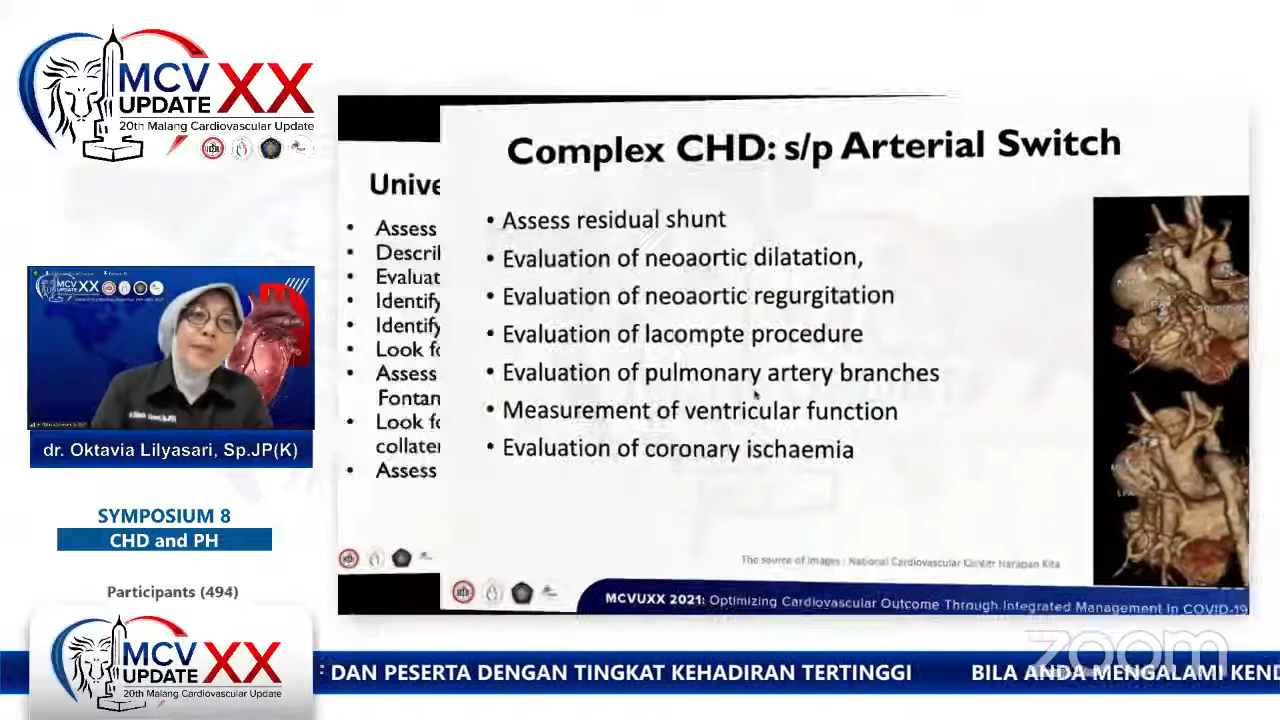 MCV XX
UPDATE
20th Malang Cardiovascular Update
dr. Oktavia Lilyasari, Sp.JP(K)
SYMPOSIUM 8
CHD and PH
Participants (494)
MCV XX
UPDATE
20th Malang Cardiovascular Update
Unive
• Assess
• Descril
• Evaluat
• Identify
• Identify
• Look fo
• Assess
Fontan
• Look fo
collater
• Assess
Complex CHD: s/p Arterial Switch
• Assess residual shunt
• Evaluation of neoaortic dilatation,
• Evaluation of neoaortic regurgitation
• Evaluation of lacompte procedure
• Evaluation of pulmonary artery branches
• Measurement of ventricular function
• Evaluation of coronary ischaemia
The source of images : National Cardiovascular Center Harapan Kita
MCVUXX 2021: Optimizing Cardiovascular Outcome Through Integrated Management in COVID-19
zoom
DAN PESERTA DENGAN TINGKAT KEHADIRAN TERTINGGI BILA ANDA MENGALAMI KEND